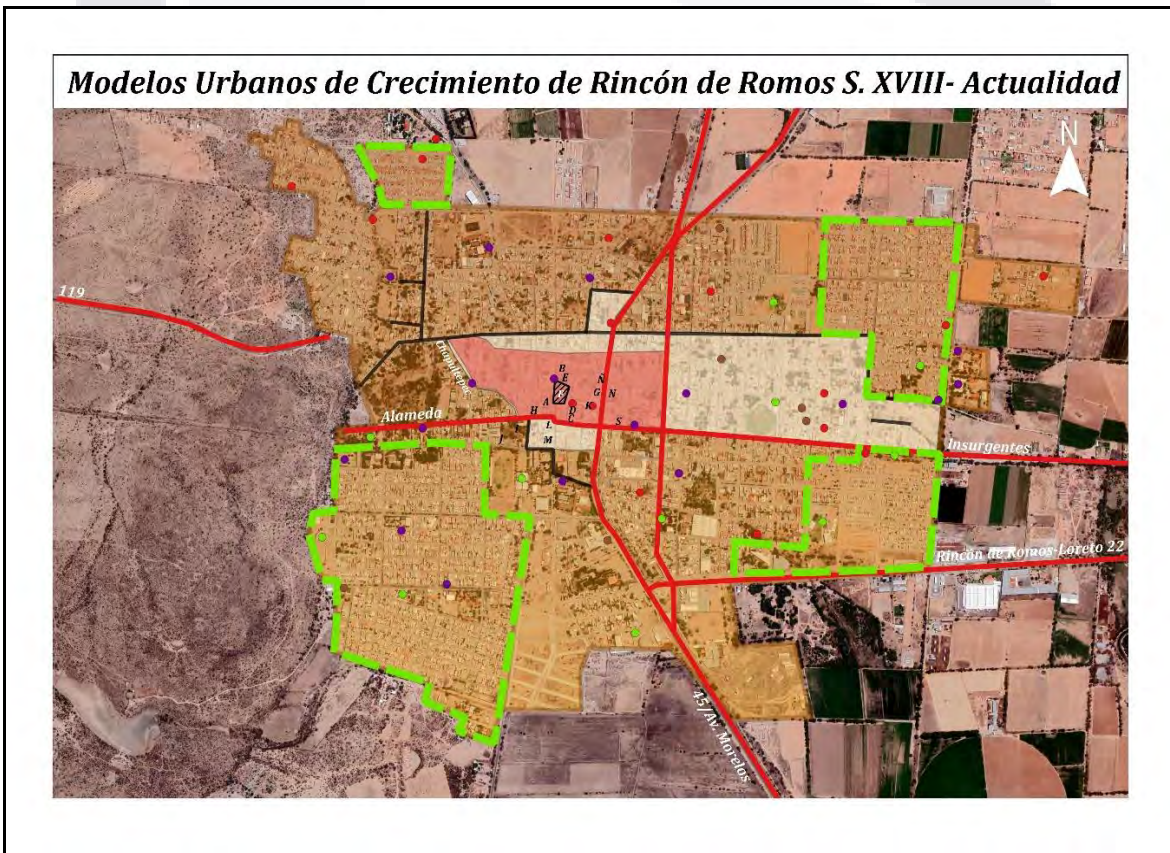 Modelos Urbanos de Crecimiento de Rincón de Romos S. XVIII- Actualidad
N
119
Chapultepec
B
E
Ñ
G N
A
K
H
D
C
Alameda
L
S
J
M
Insurgentes
Rincón de Romos-Loreto 22
45/Av. Morelos